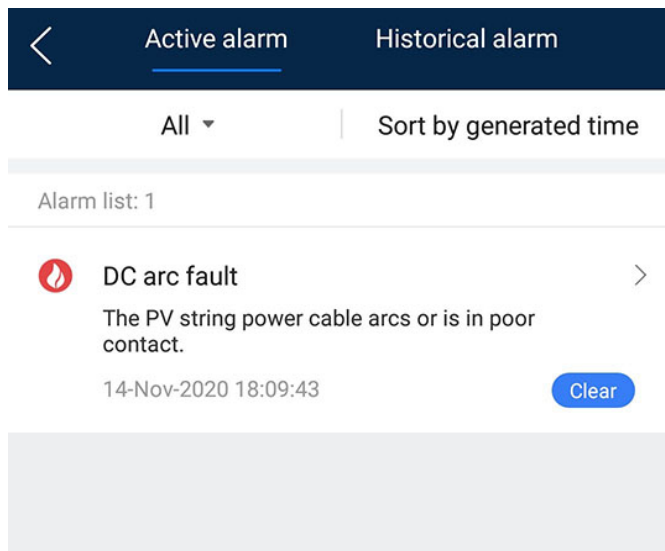 Active alarm Historical alarm
All Sort by generated time
Alarm list: 1
DC arc fault
The PV string power cable arcs or is in poor
contact.
14-Nov-2020 18:09:43 Clear